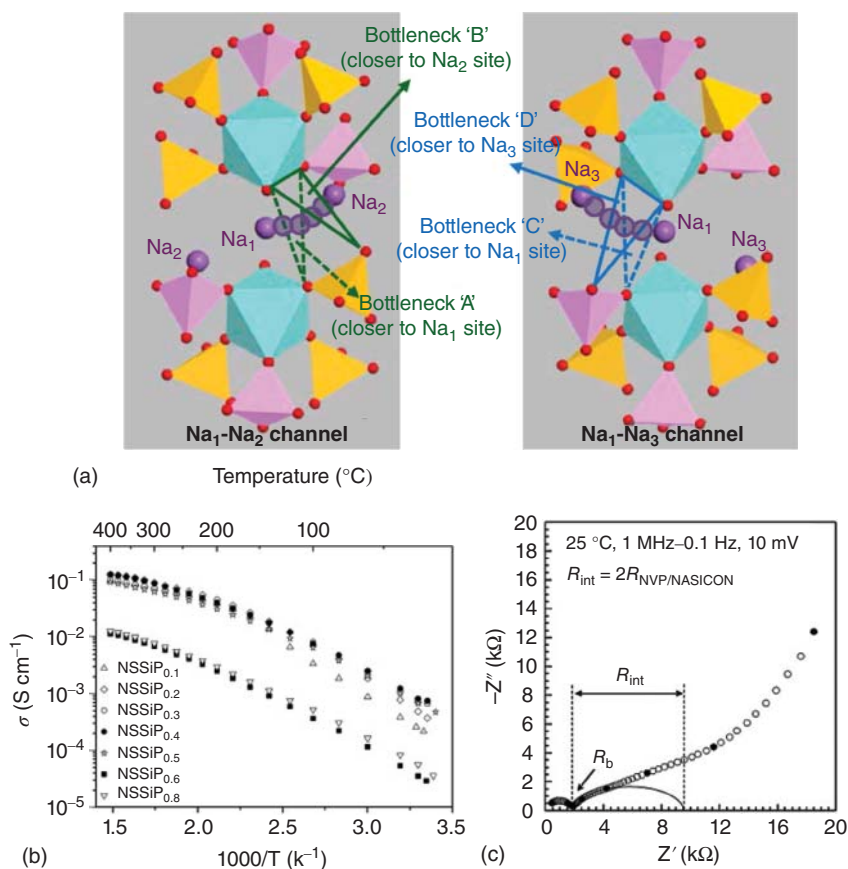 Bottleneck 'B'
(closer to Na2 site)
Na2
Na1
Na2
Bottleneck 'A'
(closer to Na1 site)
Na1-Na2 channel
Bottleneck 'D'
(closer to Na3 site)
Na3
Bottleneck 'C'
(closer to Na1 site)
Na1
Na3
Na1-Na3 channel
(a)
Temperature (°C)
400 300 200 100
10−1
10−2
10−3
10−4
10−5
σ (S cm−1)
NSSiP0.1
NSSiP0.2
NSSiP0.3
NSSiP0.4
NSSiP0.5
NSSiP0.6
NSSiP0.8
1.5 2.0 2.5 3.0 3.5
1000/T (k−1)
(b)
20
18
16
14
12
10
8
6
4
2
0
−Z″ (kΩ)
25 °C, 1 MHz–0.1 Hz, 10 mV
Rint = 2RNVP/NASICON
Rint
Rb
0 4 8 12 16 20
Z′ (kΩ)
(c)